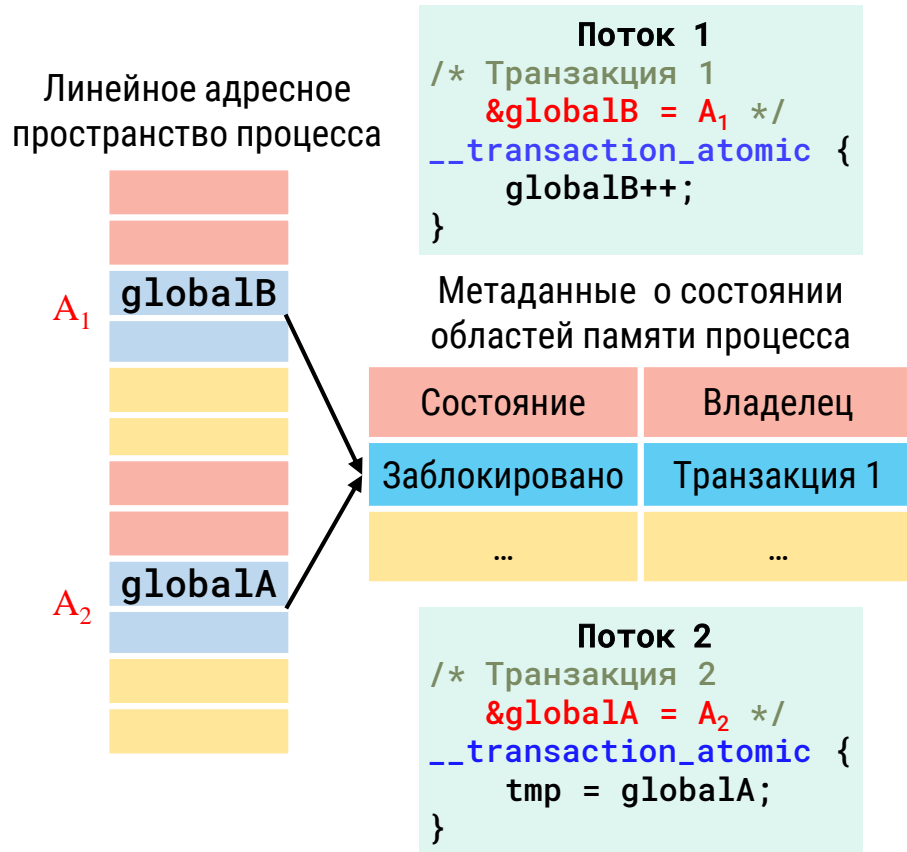 Линейное адресное
пространство процесса
globalB
A₁
globalA
A₂
Поток 1
/* Транзакция 1
&globalB = A₁ */
__transaction_atomic {
globalB++;
}
Метаданные о состоянии
областей памяти процесса
Состояние Владелец
Заблокировано Транзакция 1
... ...
Поток 2
/* Транзакция 2
&globalA = A₂ */
__transaction_atomic {
tmp = globalA;
}